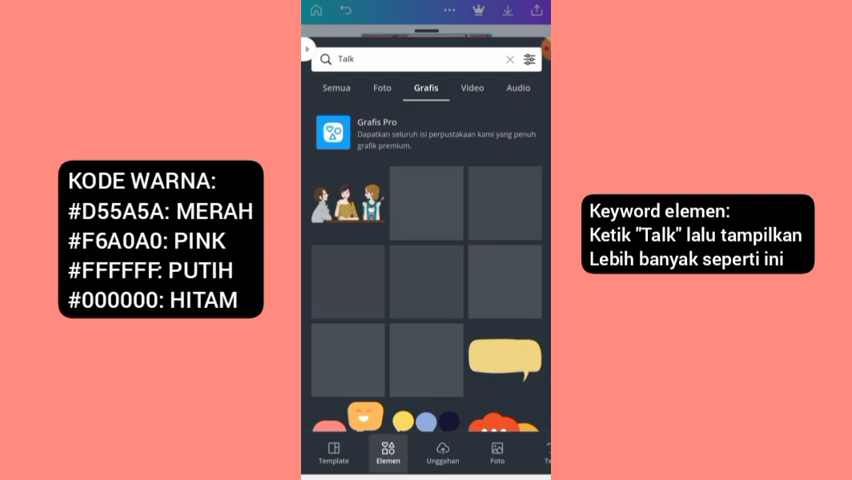 KODE WARNA:
#D55A5A: MERAH
#F6A0A0: PINK
#FFFFFF: PUTIH
#000000: HITAM
Talk
Semua
Foto
Grafis
Video
Audio
Grafis Pro
Dapatkan seluruh isi perpustakaan kami yang penuh
grafik premium.
Template
Elemen
Unggahan
Foto
Te
Keyword elemen:
Ketik "Talk" lalu tampilkan
Lebih banyak seperti ini